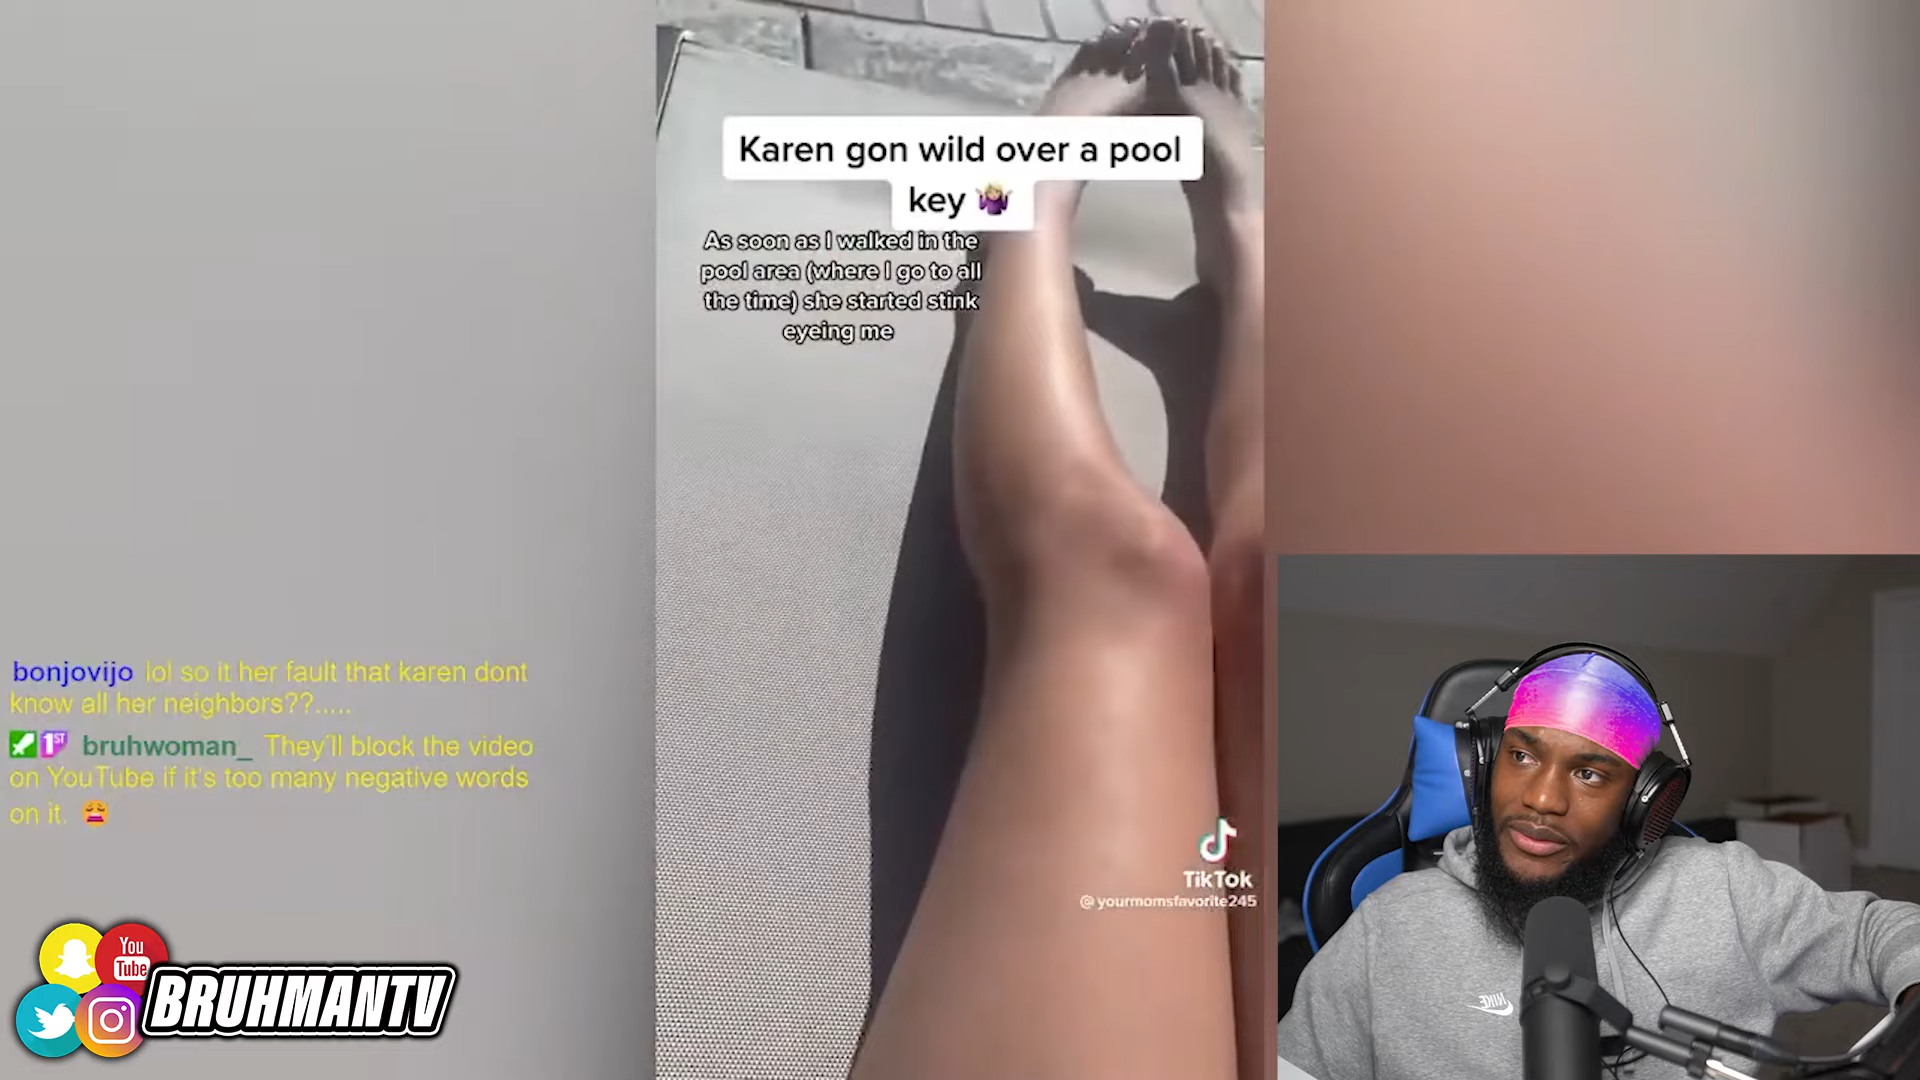 Karen gon wild over a pool
key 🤷🏼‍♀️
As soon as I walked in the
pool area (where I go to all
the time) she started stink
eyeing me
bonjovijo lol so it her fault that karen dont
know all her neighbors??.....
1ST bruhwoman_ They'll block the video
on YouTube if it's too many negative words
on it. 😩
TikTok
@yourmomsfavorite245
You
Tube
BRUHMANTV
NIKE